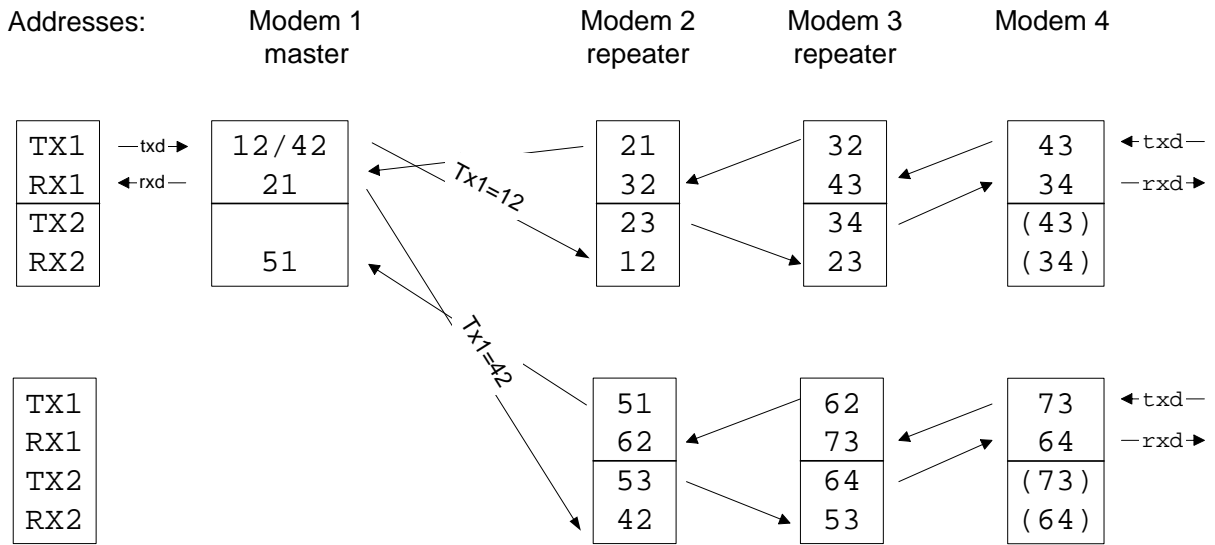 Addresses: Modem 1 Modem 2 Modem 3 Modem 4
master repeater repeater
TX1 txd 12/42 21 32 43 txd
RX1 rxd 21 32 43 34 rxd
Tx1=12
TX2 23 34 (43)
RX2 51 12 23 (34)
Tx1=42
TX1 51 62 73 txd
RX1 62 73 64 rxd
TX2 53 64 (73)
RX2 42 53 (64)